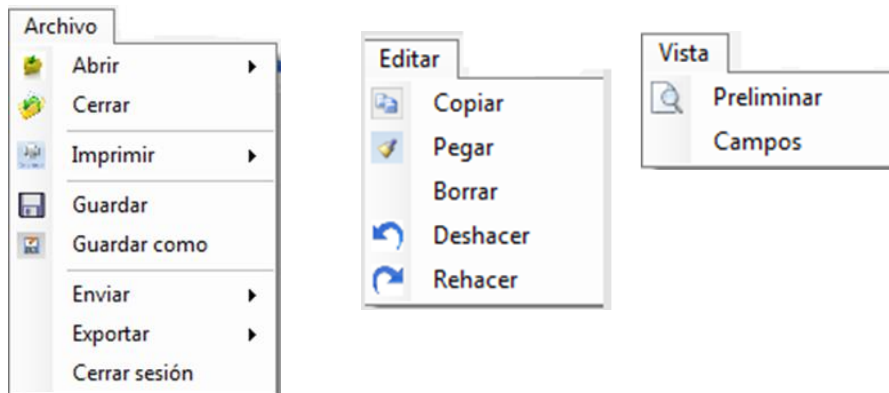 Archivo
Abrir
Cerrar
Imprimir
Guardar
Guardar como
Enviar
Exportar
Cerrar sesión
Editar
Copiar
Pegar
Borrar
Deshacer
Rehacer
Vista
Preliminar
Campos